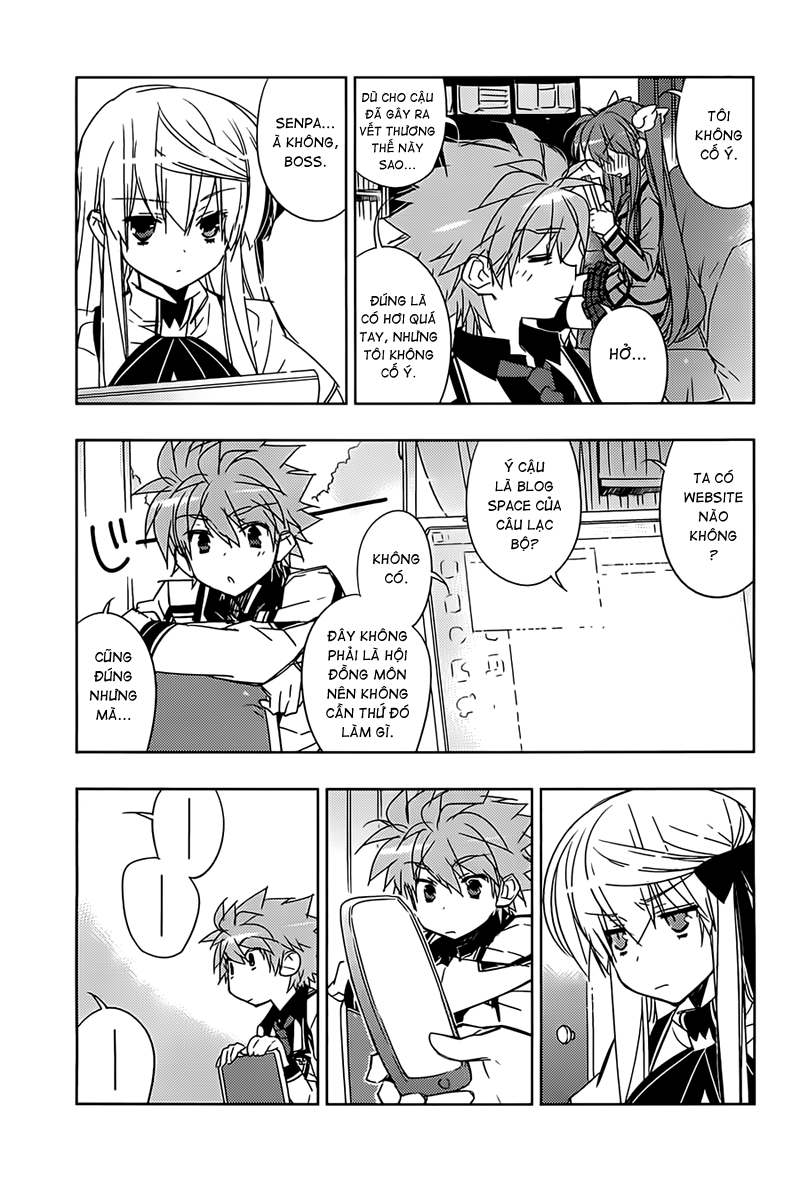 TÔI
KHÔNG
CỐ Ý.
DÙ CHO CẬU
ĐÃ GÂY RA
VẾT THƯƠNG
THẾ NÀY
SAO...
HỞ...
ĐÚNG LÀ
CÓ HƠI QUÁ
TAY, NHƯNG
TÔI KHÔNG
CỐ Ý.
SENPA...
À KHÔNG,
BOSS.
TA CÓ
WEBSITE
NÀO
KHÔNG
?
Ý CẬU
LÀ BLOG
SPACE CỦA
CÂU LẠC
BỘ?
KHÔNG
CÓ.
ĐÂY KHÔNG
PHẢI LÀ HỘI
ĐỒNG MÔN
NÊN KHÔNG
CẦN THỨ ĐÓ
LÀM GÌ.
じー
CŨNG
ĐÚNG
NHƯNG
MÀ...